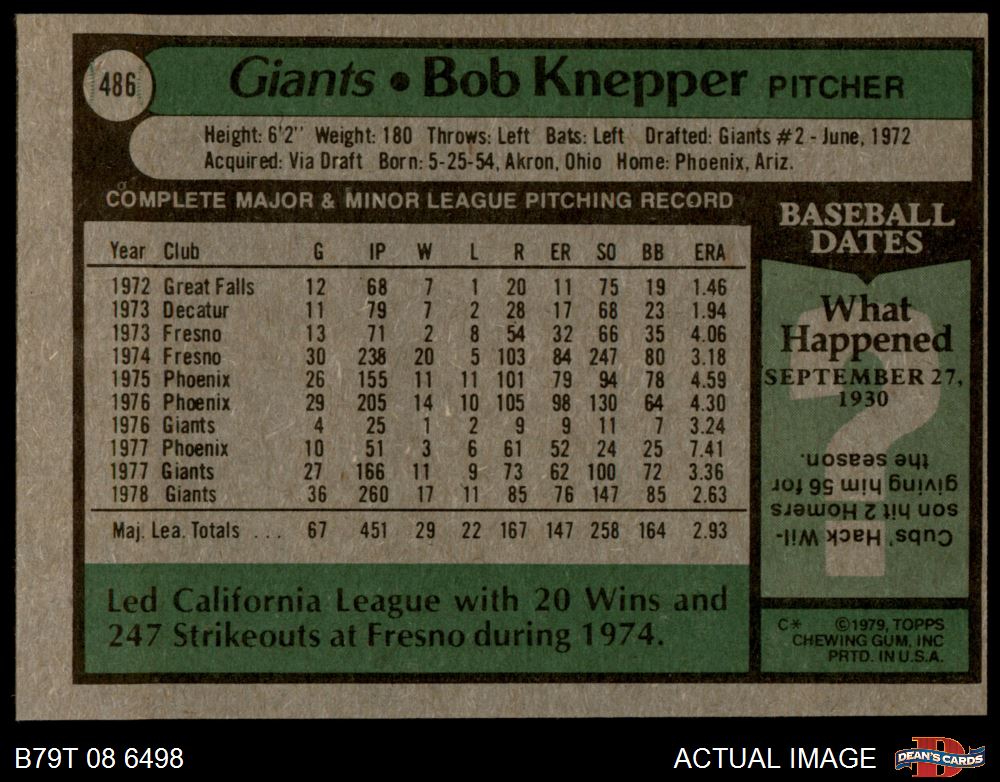 486
Giants • Bob Knepper PITCHER
Height: 6'2" Weight: 180 Throws: Left Bats: Left Drafted: Giants #2 - June, 1972
Acquired: Via Draft Born: 5-25-54, Akron, Ohio Home: Phoenix, Ariz.
COMPLETE MAJOR & MINOR LEAGUE PITCHING RECORD
Year Club G IP W L R ER SO BB ERA
1972 Great Falls 12 68 7 1 20 11 75 19 1.46
1973 Decatur 11 79 7 2 28 17 68 23 1.94
1973 Fresno 13 71 2 8 54 32 66 35 4.06
1974 Fresno 30 238 20 5 103 84 247 80 3.18
1975 Phoenix 26 155 11 11 101 79 94 78 4.59
1976 Phoenix 29 205 14 10 105 98 130 64 4.30
1976 Giants 4 25 1 2 9 9 11 7 3.24
1977 Phoenix 10 51 3 6 61 52 24 25 7.41
1977 Giants 27 166 11 9 73 62 100 72 3.36
1978 Giants 36 260 17 11 85 76 147 85 2.63
Maj. Lea. Totals . . . 67 451 29 22 167 147 258 164 2.93
Led California League with 20 Wins and
247 Strikeouts at Fresno during 1974.
BASEBALL
DATES
What
Happened
SEPTEMBER 27,
1930
?
Cubs' Hack Wil-
son hit 2 Homers
giving him 56 for
the season.
C* ©1979, TOPPS
CHEWING GUM, INC
PRTD. IN U.S.A.
B79T 08 6498
ACTUAL IMAGE
D
DEAN'S CARDS